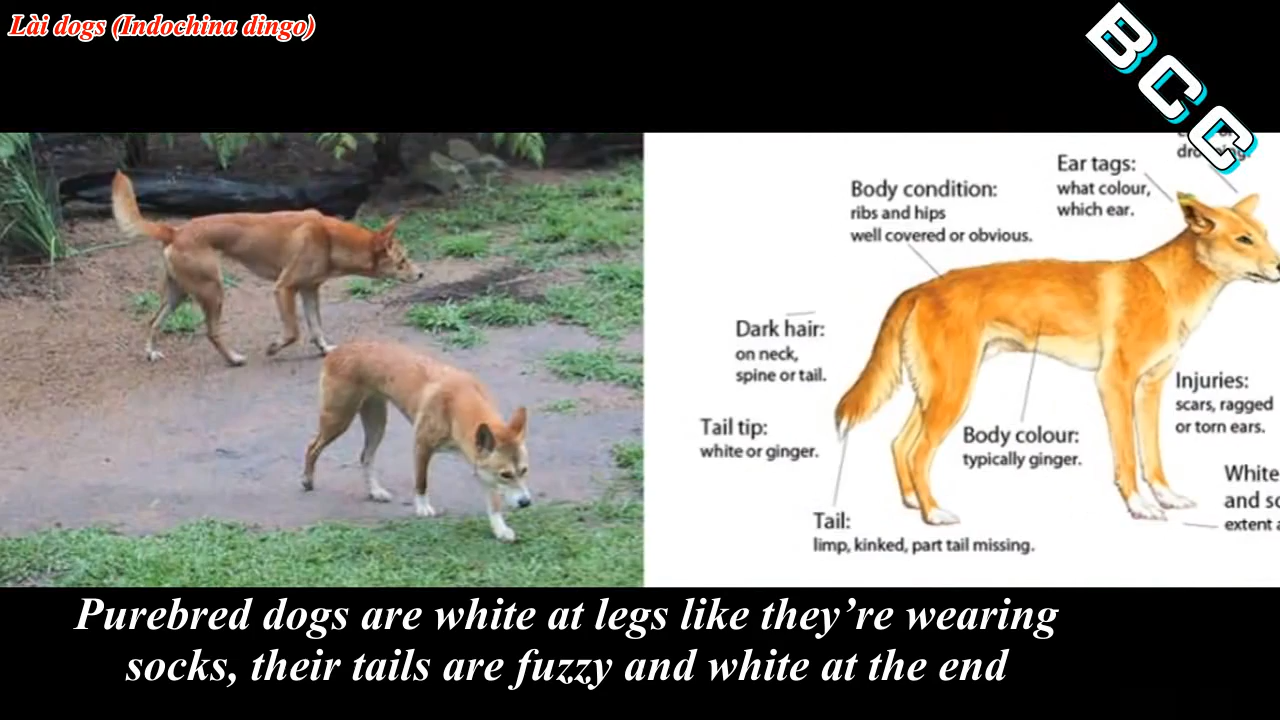 Lài dogs (Indochina dingo)
BCC
Ear tags:
what colour,
which ear.
Body condition:
ribs and hips
well covered or obvious.
Dark hair:
on neck,
spine or tail.
Injuries:
scars, ragged
or torn ears.
Tail tip:
white or ginger.
Body colour:
typically ginger.
White
extent
Tail:
limp, kinked, part tail missing.
Purebred dogs are white at legs like they’re wearing
socks, their tails are fuzzy and white at the end